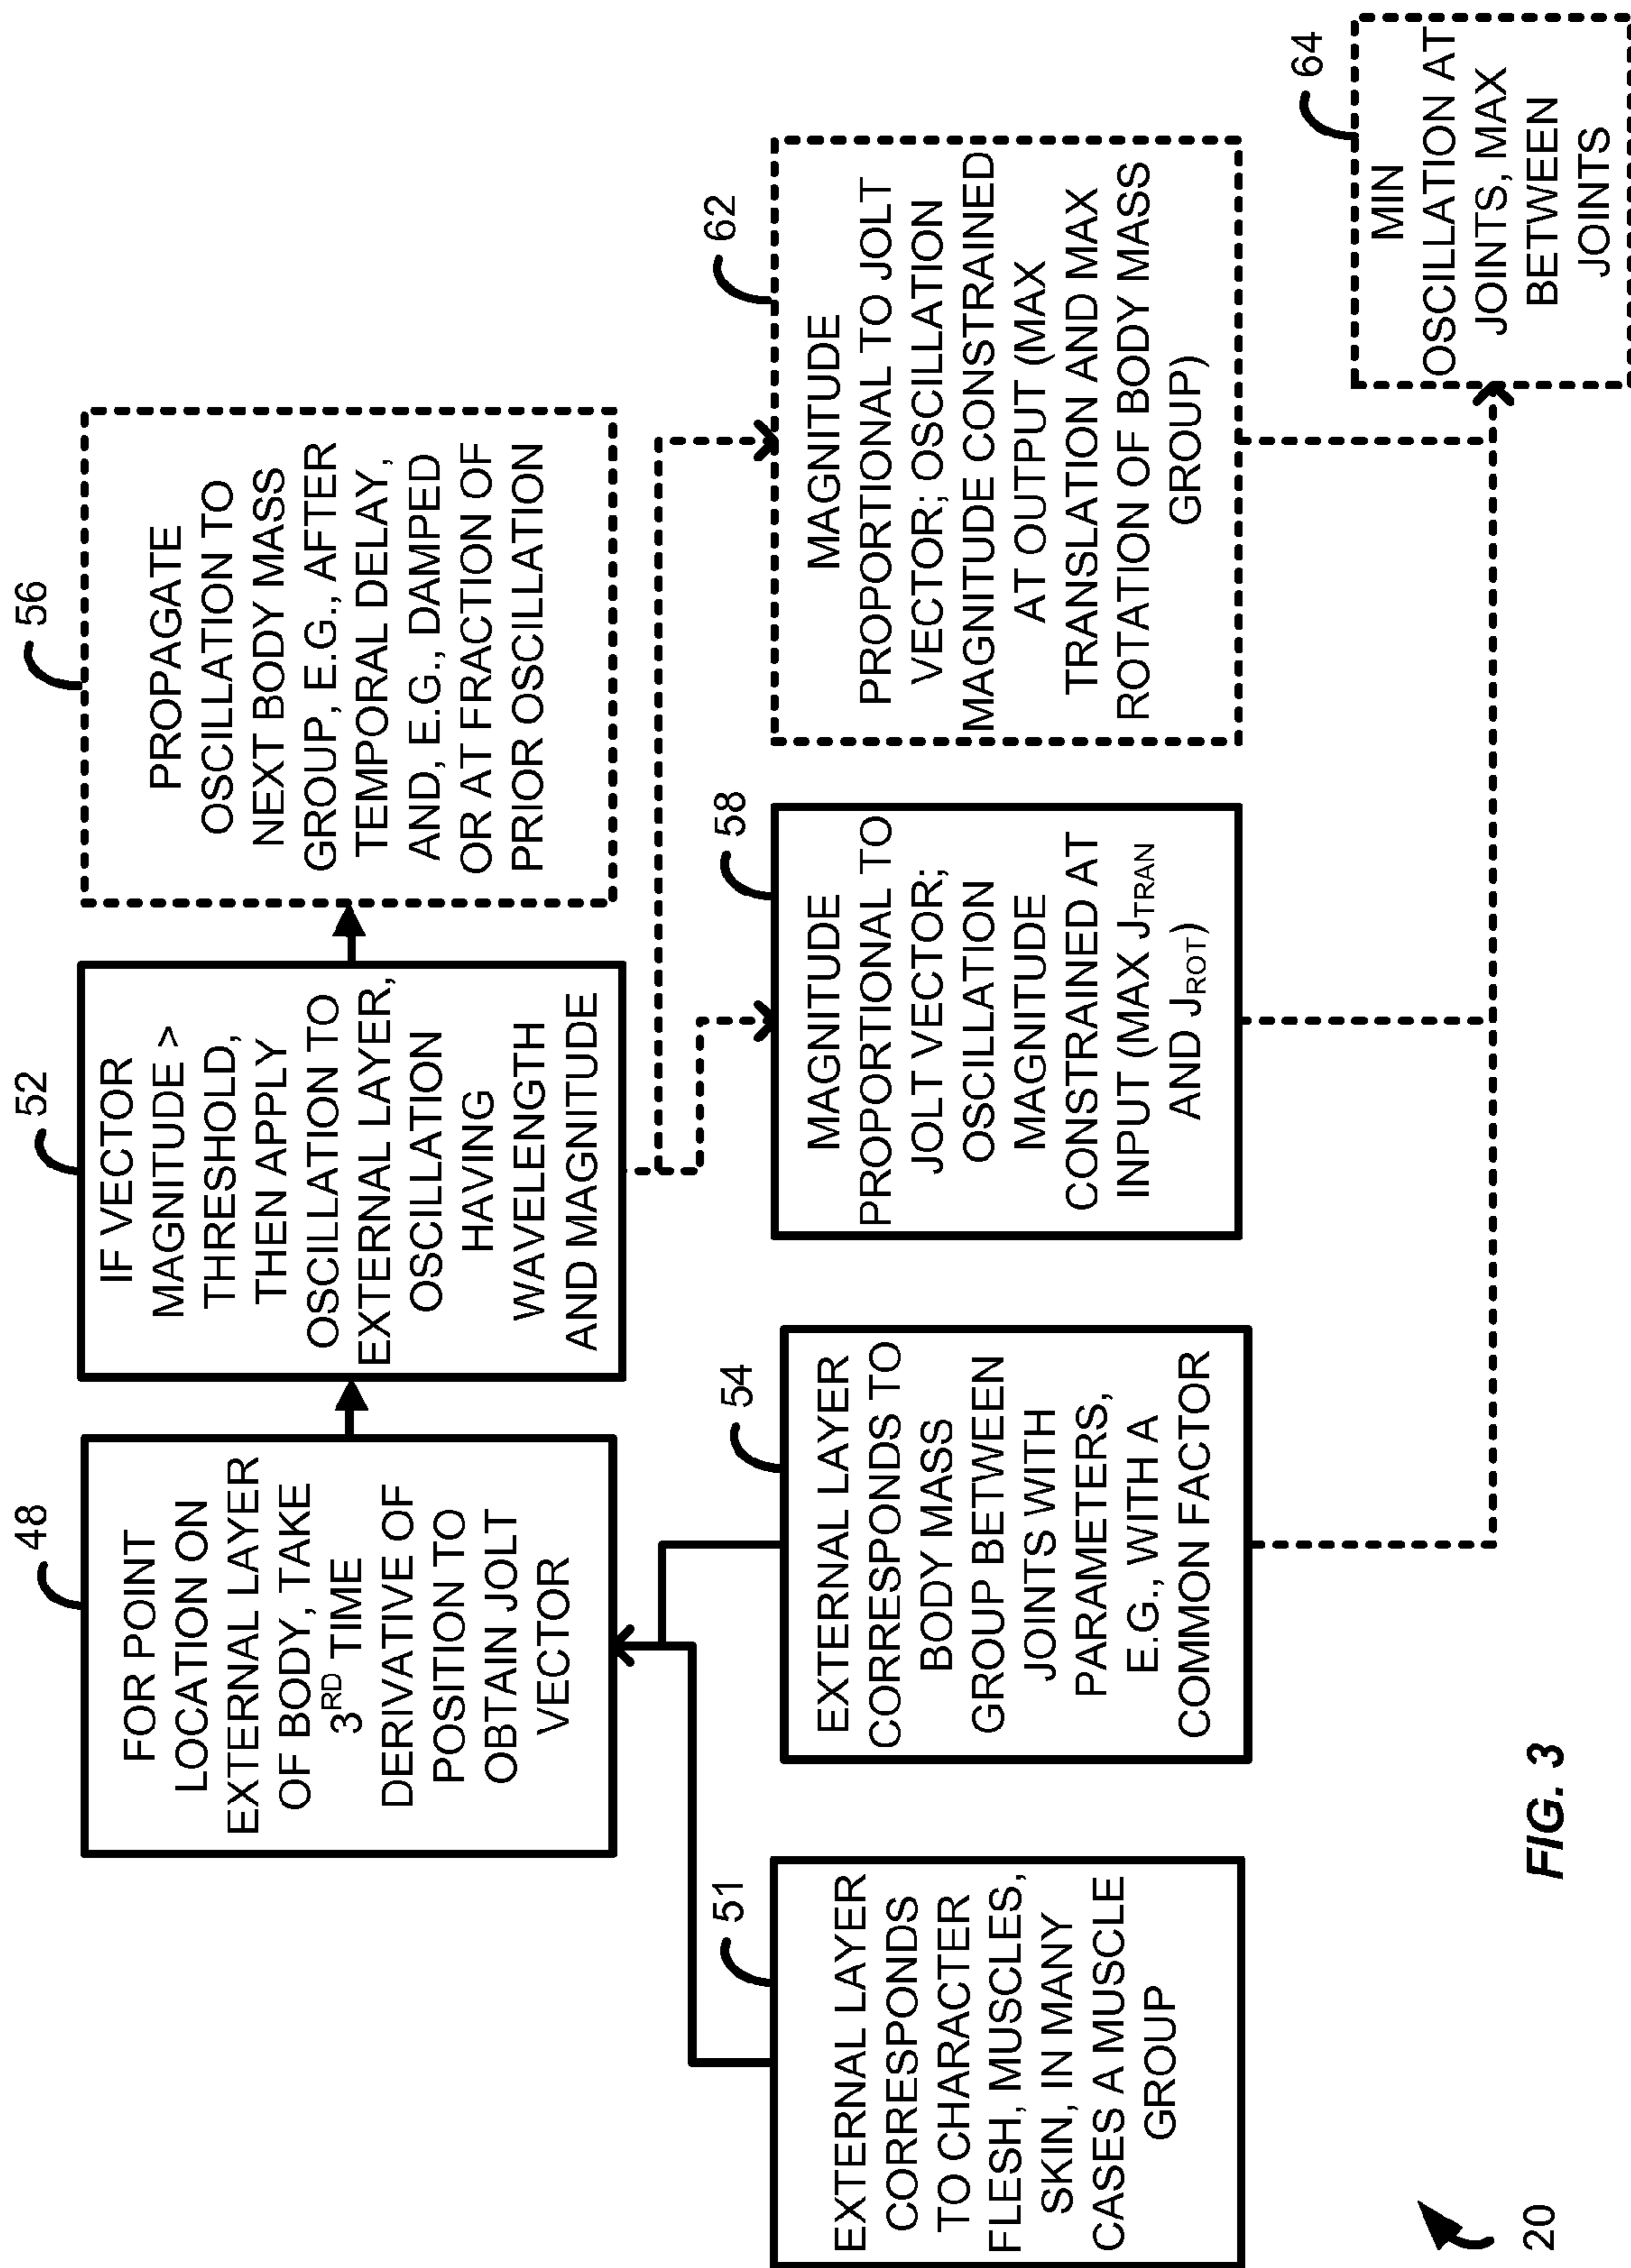 48
FOR POINT
LOCATION ON
EXTERNAL LAYER
OF BODY, TAKE
3RD TIME
DERIVATIVE OF
POSITION TO
OBTAIN JOLT
VECTOR
52
IF VECTOR
MAGNITUDE >
THRESHOLD,
THEN APPLY
OSCILLATION TO
EXTERNAL LAYER,
OSCILLATION
HAVING
WAVELENGTH
AND MAGNITUDE
56
PROPAGATE
OSCILLATION TO
NEXT BODY MASS
GROUP, E.G., AFTER
TEMPORAL DELAY,
AND, E.G., DAMPED
OR AT FRACTION OF
PRIOR OSCILLATION
51
EXTERNAL LAYER
CORRESPONDS
TO CHARACTER
FLESH, MUSCLES,
SKIN, IN MANY
CASES A MUSCLE
GROUP
54
EXTERNAL LAYER
CORRESPONDS TO
BODY MASS
GROUP BETWEEN
JOINTS WITH
PARAMETERS,
E.G., WITH A
COMMON FACTOR
58
MAGNITUDE
PROPORTIONAL TO
JOLT VECTOR;
OSCILLATION
MAGNITUDE
CONSTRAINED AT
INPUT (MAX JTRAN
AND JROT)
62
MAGNITUDE
PROPORTIONAL TO JOLT
VECTOR; OSCILLATION
MAGNITUDE CONSTRAINED
AT OUTPUT (MAX
TRANSLATION AND MAX
ROTATION OF BODY MASS
GROUP)
64
MIN
OSCILLATION AT
JOINTS, MAX
BETWEEN
JOINTS
20
FIG. 3